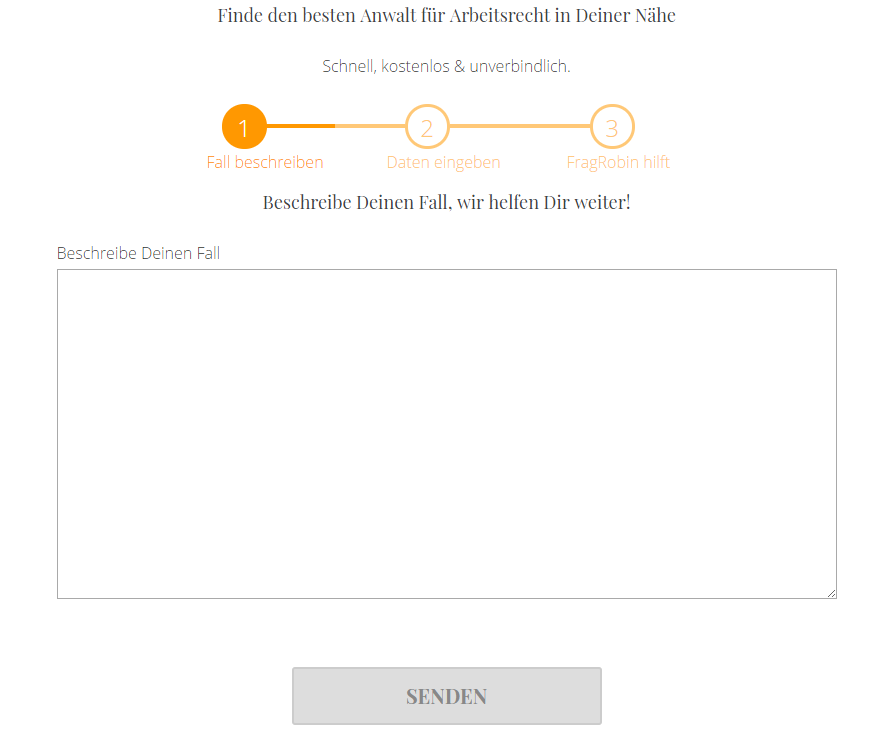 Finde den besten Anwalt für Arbeitsrecht in Deiner Nähe
Schnell, kostenlos & unverbindlich.
1 2 3
Fall beschreiben Daten eingeben FragRobin hilft
Beschreibe Deinen Fall, wir helfen Dir weiter!
Beschreibe Deinen Fall
SENDEN